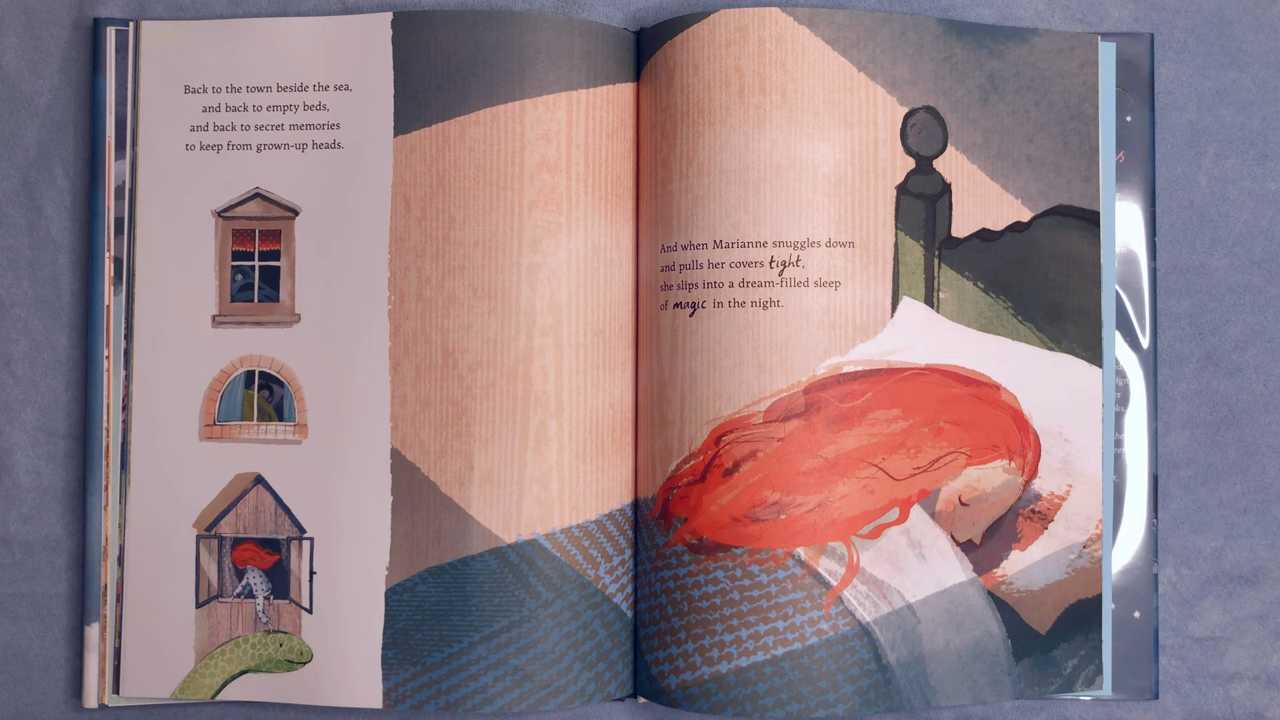 Back to the town beside the sea,
and back to empty beds,
and back to secret memories
to keep from grown-up heads.
And when Marianne snuggles down
and pulls her covers tight,
she slips into a dream-filled sleep
of magic in the night.